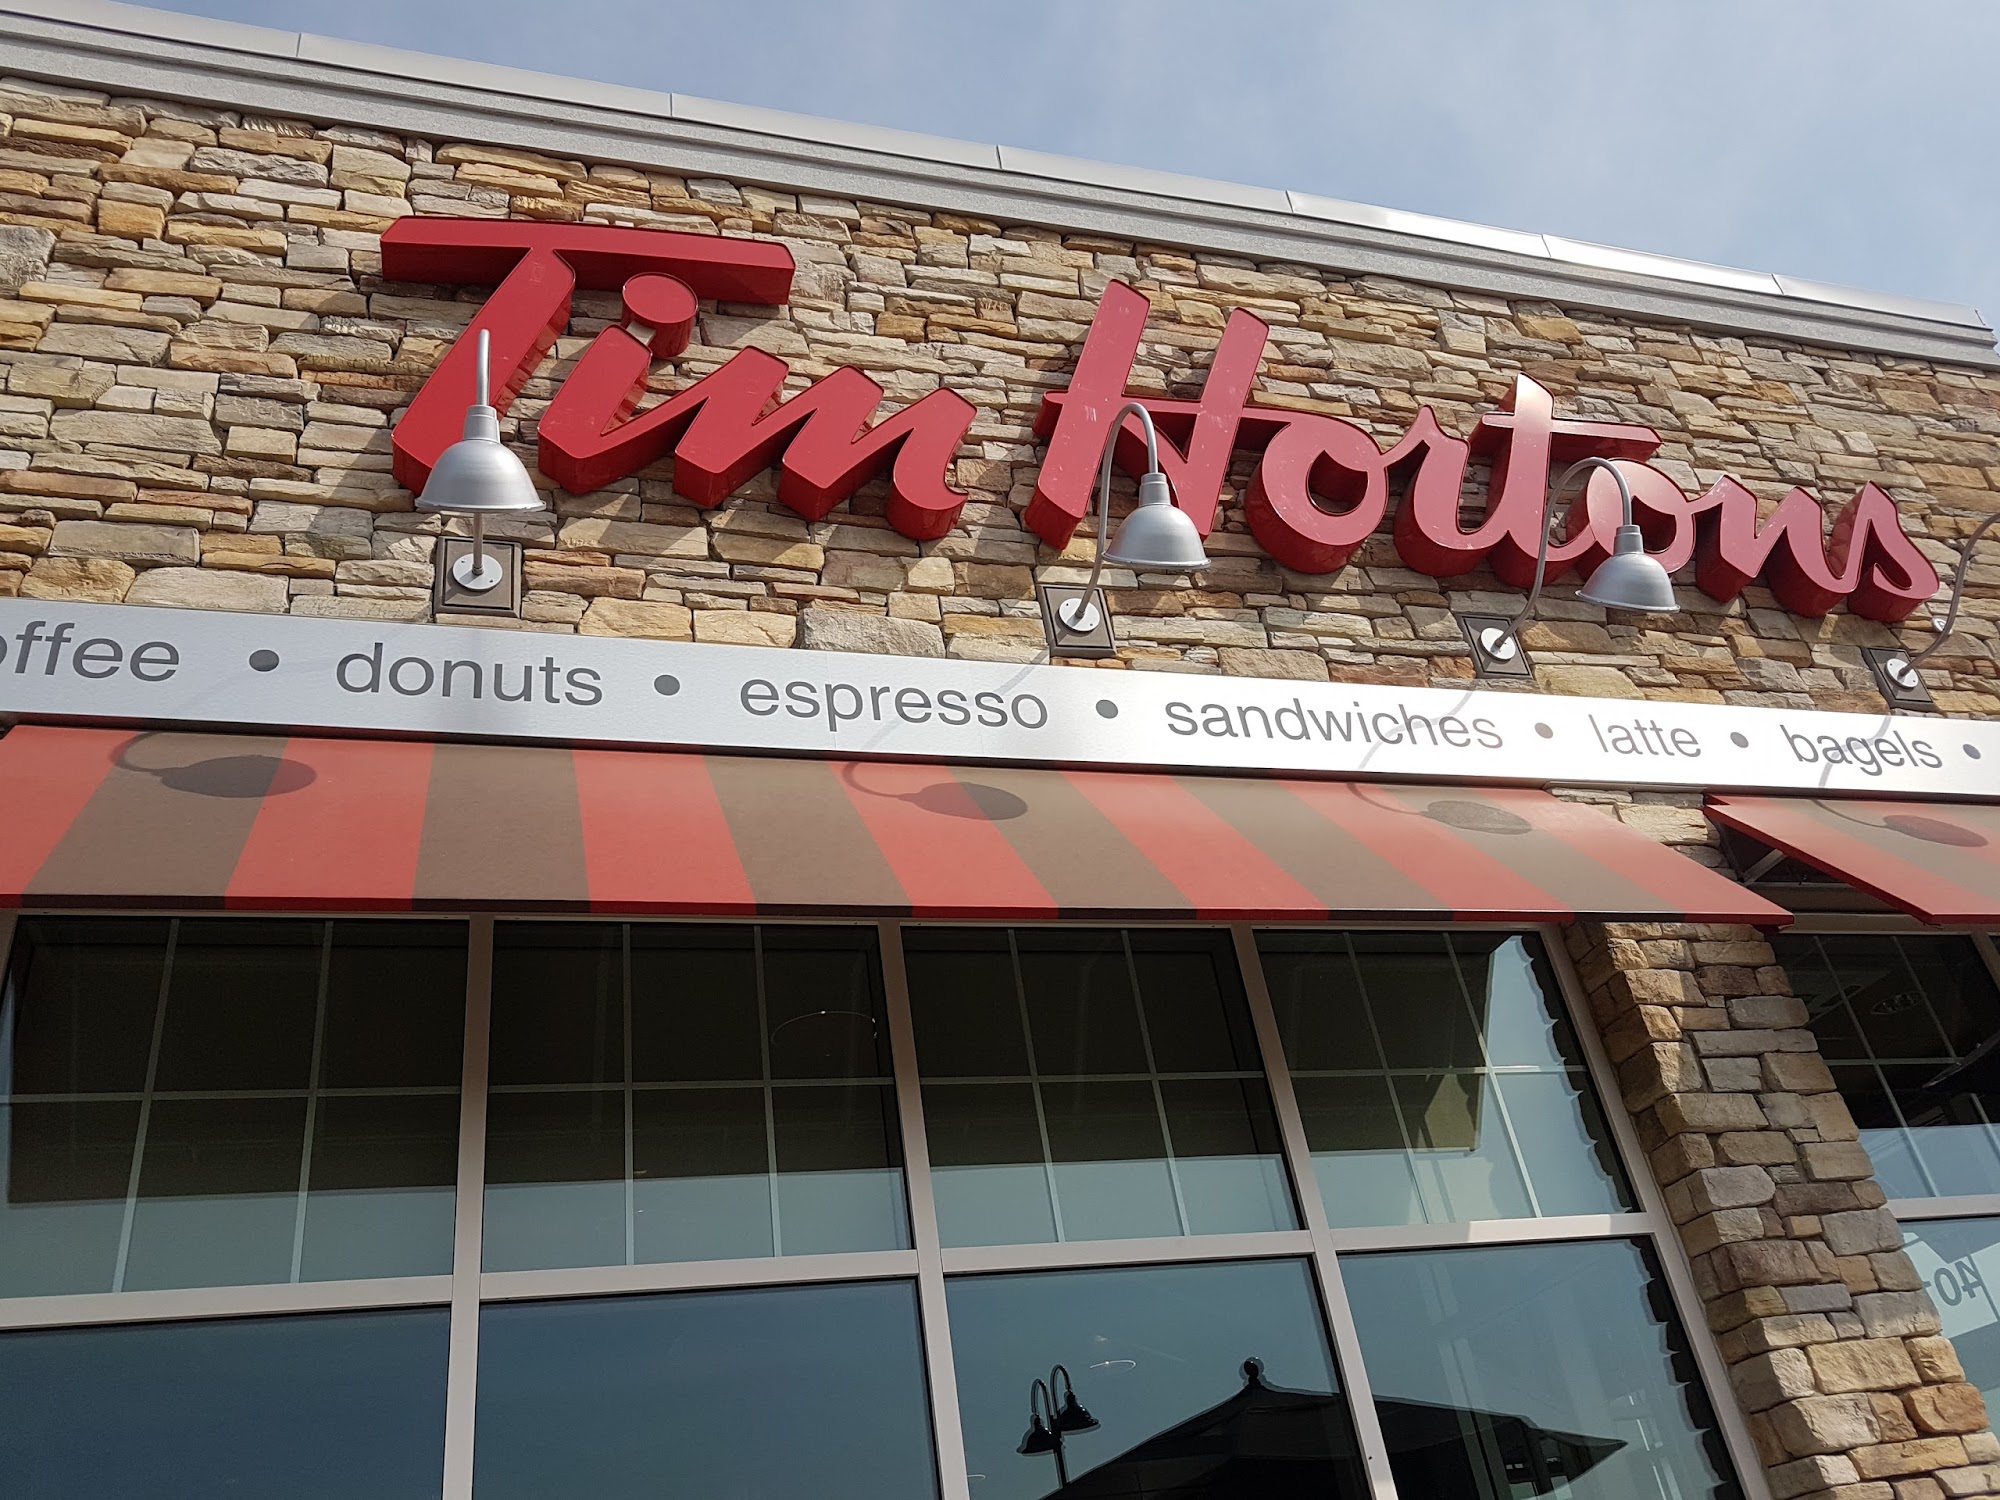 Tim Hortons
offee • donuts • espresso • sandwiches • latte • bagels •